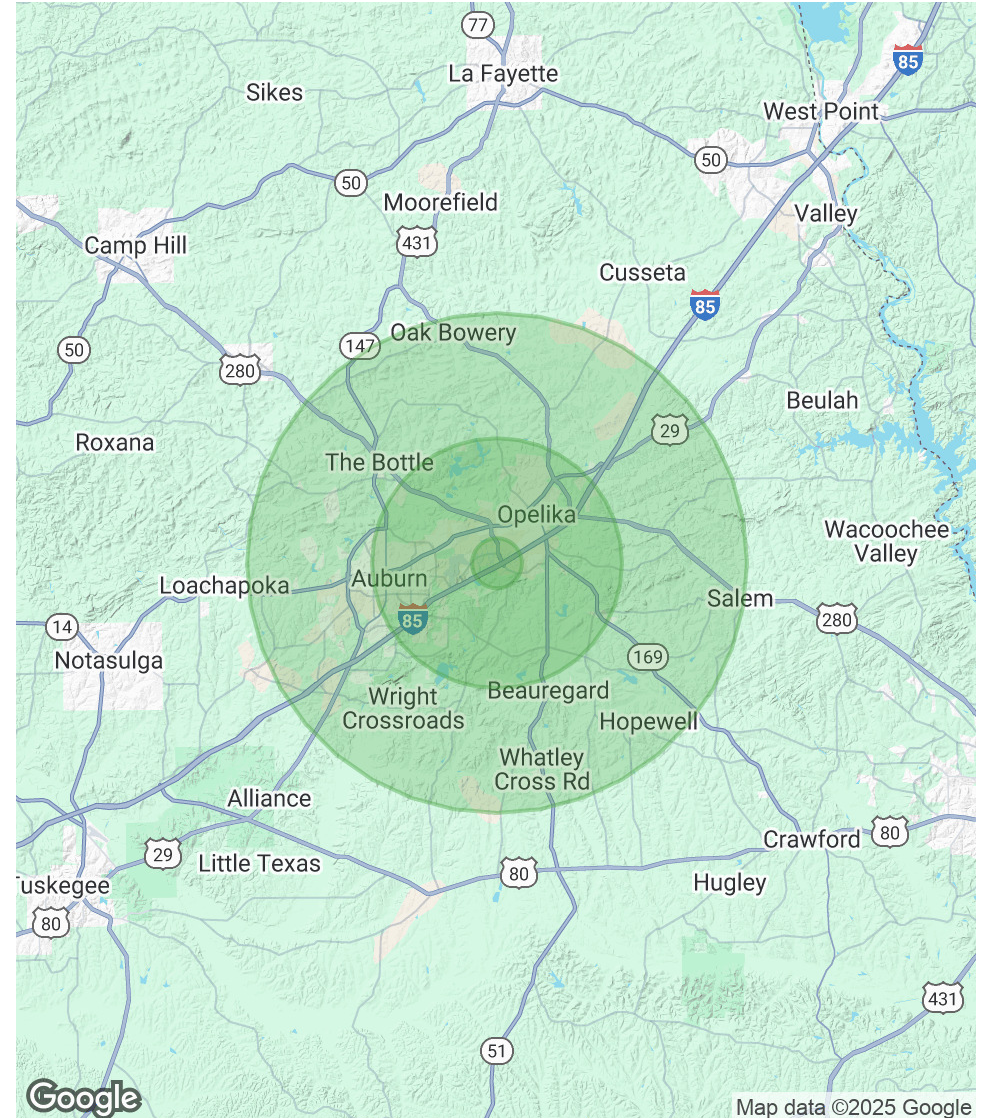 77
La Fayette
85
Sikes
West Point
50
50
Moorefield
Valley
431
Camp Hill
Cusseta
85
Oak Bowery
147
50
280
Beulah
29
Roxana
The Bottle
Opelika
Wacoochee
Valley
Auburn
Loachapoka
Salem
85
280
14
169
Notasulga
Beauregard
Wright
Crossroads
Hopewell
Whatley
Cross Rd
Alliance
80
Crawford
29
Little Texas
80
Hugley
Tuskegee
80
431
51
Google
Map data ©2025 Google